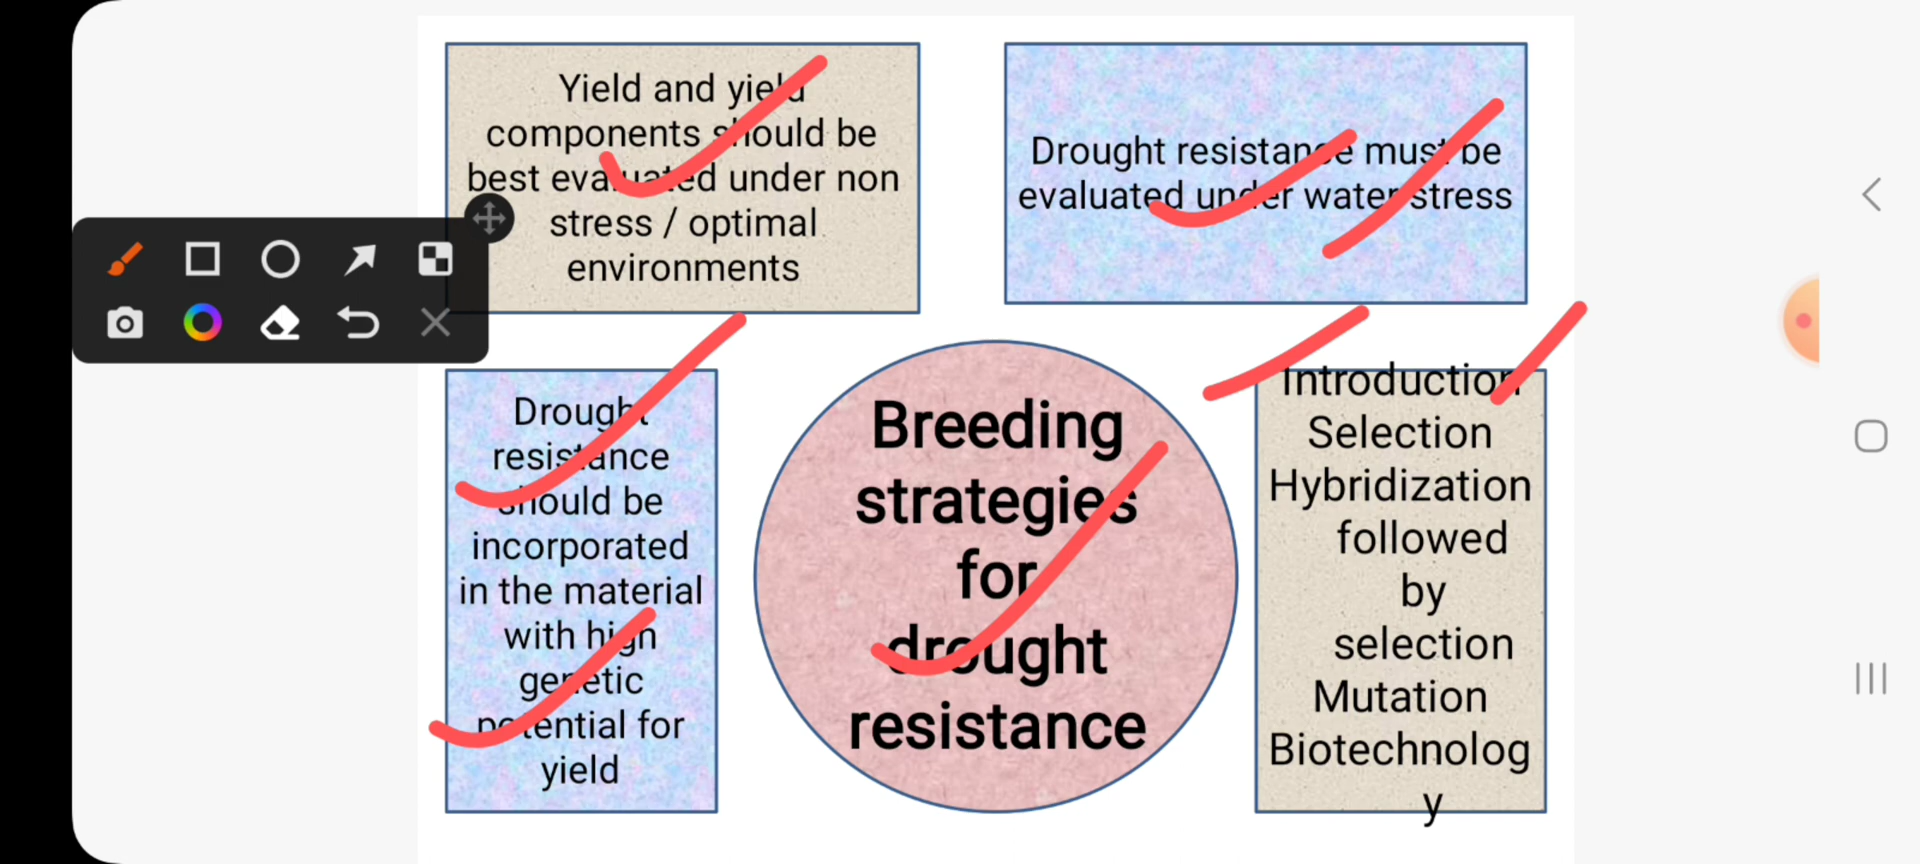 Yield and yield
components should be
best evaluated under non
stress / optimal
environments
Drought resistance must be
evaluated under water stress
Drought
resistance
should be
incorporated
in the material
with high
genetic
potential for
yield
Breeding
strategies
for
drought
resistance
Introduction
Selection
Hybridization
followed
by
selection
Mutation
Biotechnolog
y